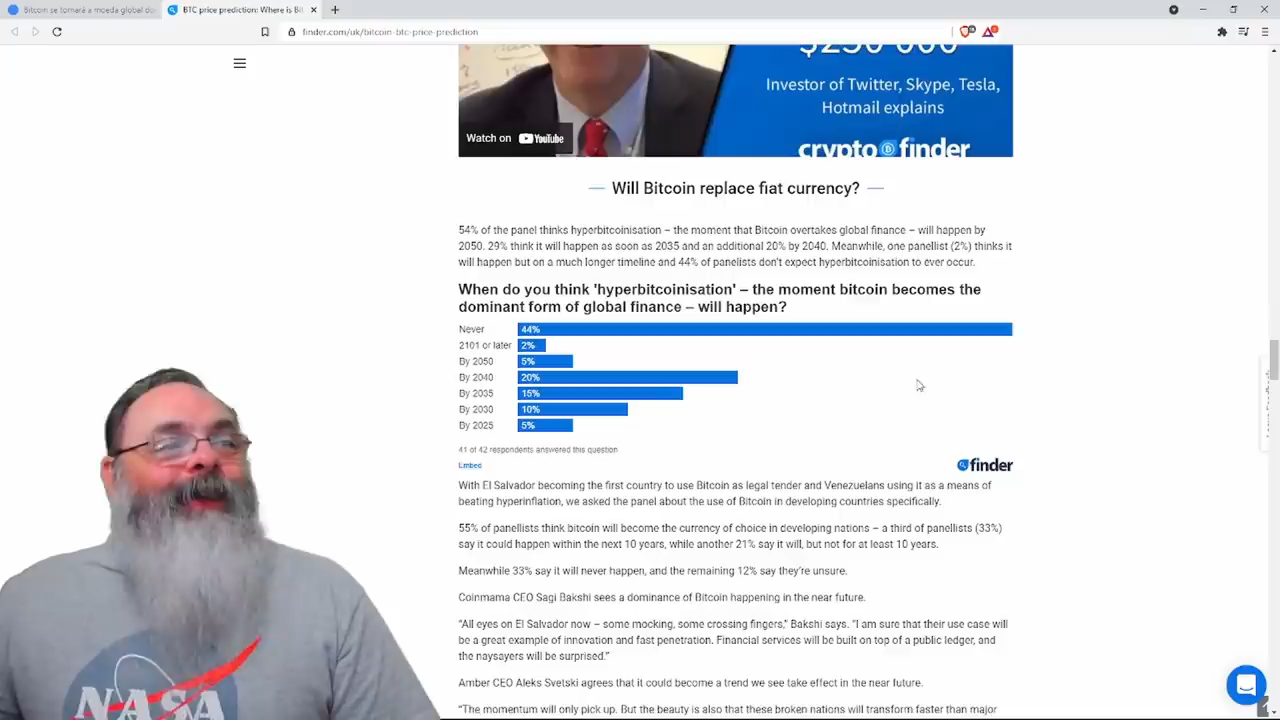 Bitcoin se tornará a moeda global do
BTC price prediction: Where is Bi
finder.com/uk/bitcoin-btc-price-prediction
$250 000
Investor of Twitter, Skype, Tesla,
Hotmail explains
Watch on YouTube
crypto finder
Will Bitcoin replace fiat currency?
54% of the panel thinks hyperbitcoinisation – the moment that Bitcoin overtakes global finance – will happen by
2050. 29% think it will happen as soon as 2035 and an additional 20% by 2040. Meanwhile, one panellist (2%) thinks it
will happen but on a much longer timeline and 44% of panelists don't expect hyperbitcoinisation to ever occur.
When do you think 'hyperbitcoinisation' – the moment bitcoin becomes the
dominant form of global finance – will happen?
Never 44%
2101 or later 2%
By 2050 5%
By 2040 20%
By 2035 15%
By 2030 10%
By 2025 5%
41 of 42 respondents answered this question
Embed
finder
With El Salvador becoming the first country to use Bitcoin as legal tender and Venezuelans using it as a means of
beating hyperinflation, we asked the panel about the use of Bitcoin in developing countries specifically.
55% of panellists think bitcoin will become the currency of choice in developing nations – a third of panellists (33%)
say it could happen within the next 10 years, while another 21% say it will, but not for at least 10 years.
Meanwhile 33% say it will never happen, and the remaining 12% say they're unsure.
Coinmama CEO Sagi Bakshi sees a dominance of Bitcoin happening in the near future.
"All eyes on El Salvador now – some mocking, some crossing fingers," Bakshi says. "I am sure that their use case will
be a great example of innovation and fast penetration. Financial services will be built on top of a public ledger, and
the naysayers will be surprised."
Amber CEO Aleks Svetski agrees that it could become a trend we see take effect in the near future.
"The momentum will only pick up. But the beauty is also that these broken nations will transform faster than major
NASA